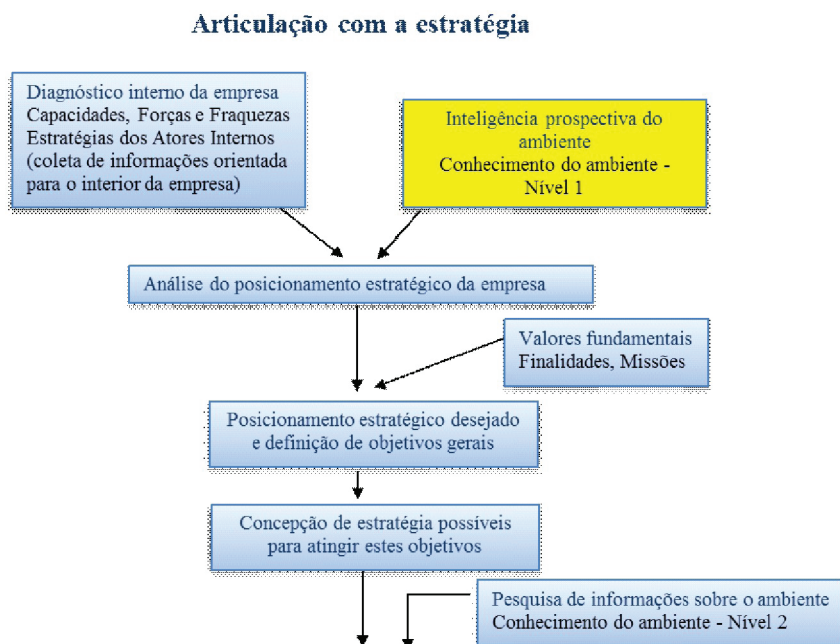 Articulação com a estratégia
Diagnóstico interno da empresa
Capacidades, Forças e Fraquezas
Estratégias dos Atores Internos
(coleta de informações orientada
para o interior da empresa)
Inteligência prospectiva do
ambiente
Conhecimento do ambiente -
Nível 1
Análise do posicionamento estratégico da empresa
Valores fundamentais
Finalidades, Missões
Posicionamento estratégico desejado
e definição de objetivos gerais
Concepção de estratégia possíveis
para atingir estes objetivos
Pesquisa de informações sobre o ambiente
Conhecimento do ambiente - Nível 2